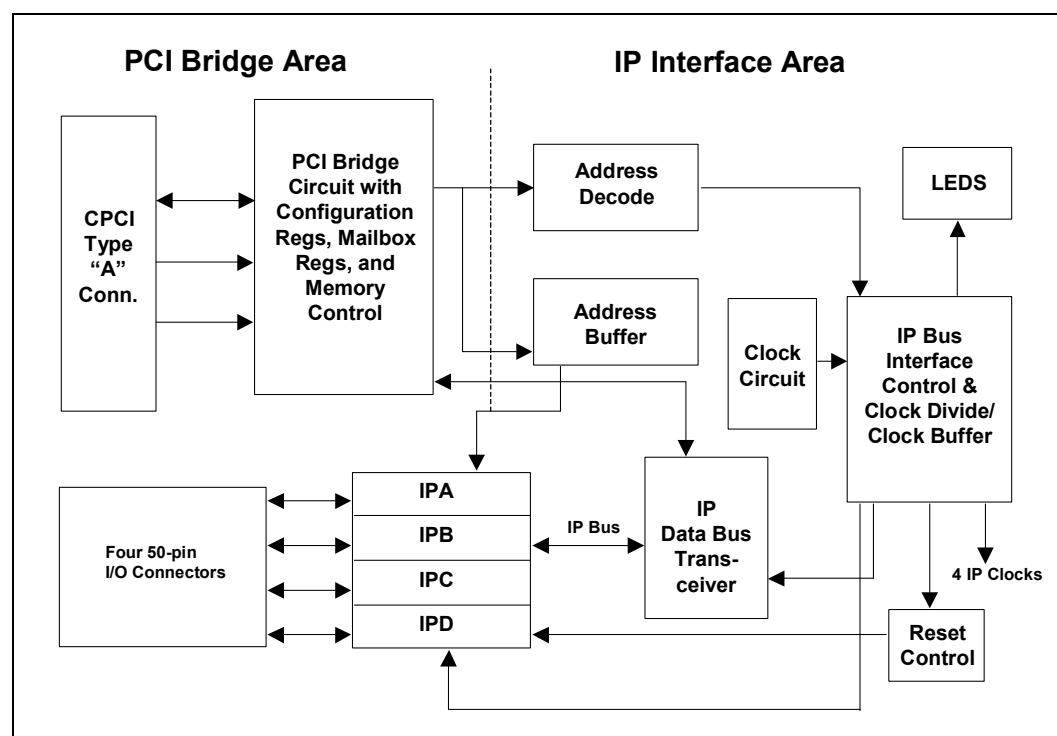 PCI Bridge Area
IP Interface Area
CPCI
Type
“A”
Conn.
PCI Bridge
Circuit with
Configuration
Regs, Mailbox
Regs, and
Memory
Control
Address
Decode
LEDS
Address
Buffer
Clock
Circuit
IP Bus
Interface
Control &
Clock Divide/
Clock Buffer
Four 50-pin
I/O Connectors
IPA
IPB
IPC
IPD
IP Bus
IP
Data Bus
Trans-
ceiver
4 IP Clocks
Reset
Control